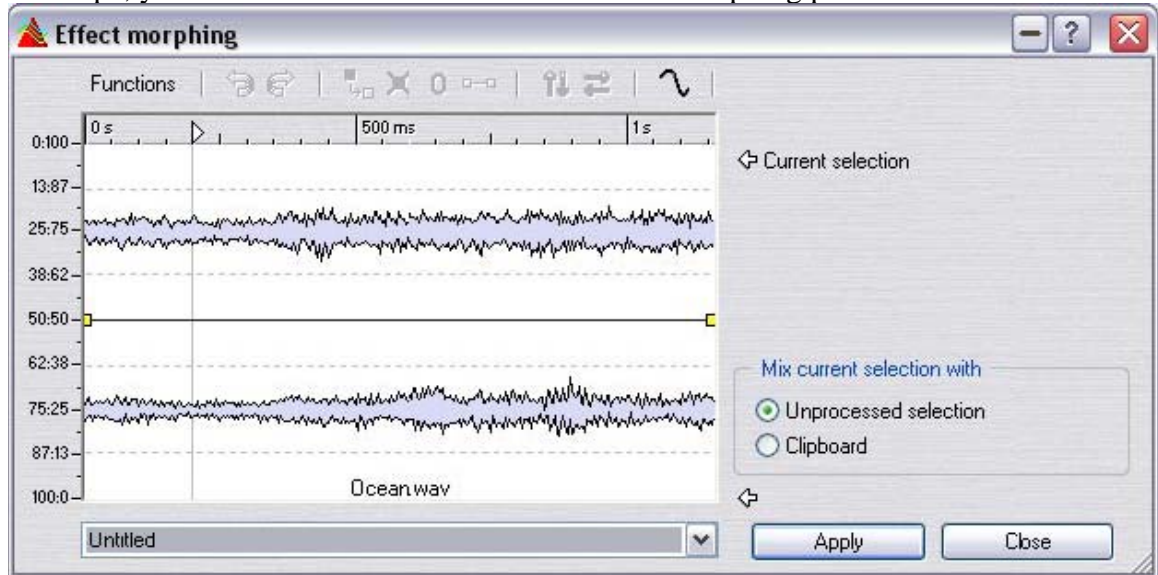 Effect morphing
?
Functions
0
0 s 500 ms 1 s
0:100
13:87
25:75
38:62
50:50
62:38
75:25
87:13
100:0
Current selection
Mix current selection with
Unprocessed selection
Clipboard
Ocean.wav
Untitled
Apply Close